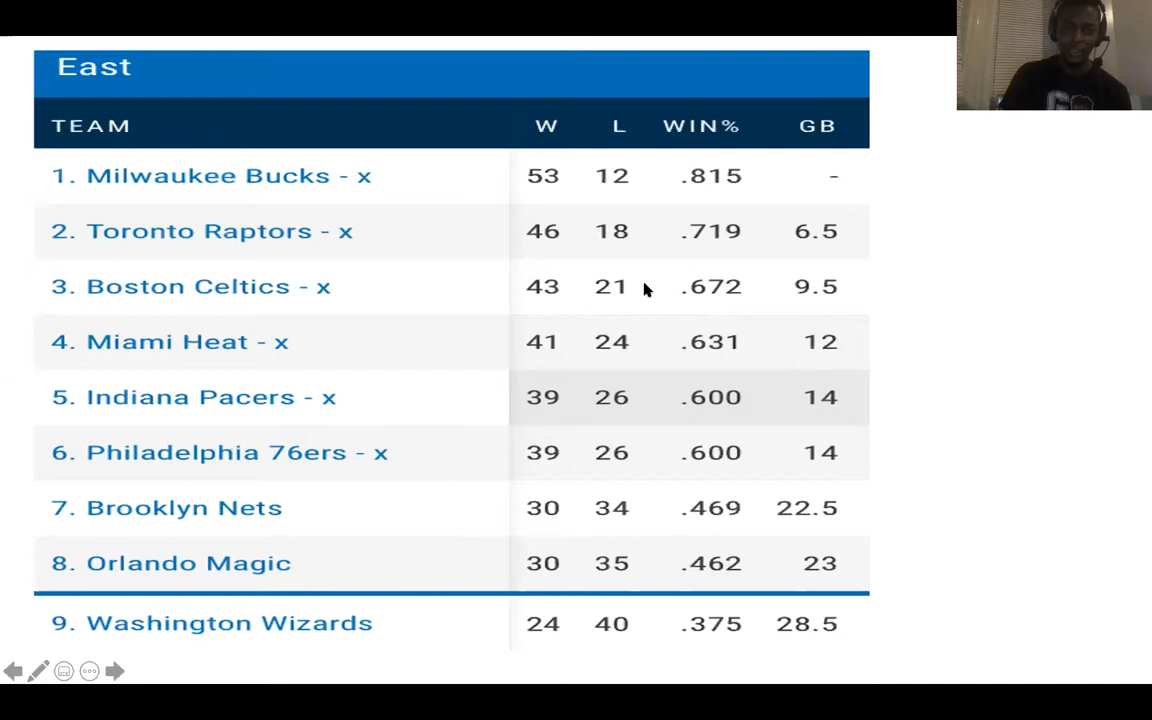 East
TEAM W L WIN% GB
1. Milwaukee Bucks - x 53 12 .815 -
2. Toronto Raptors - x 46 18 .719 6.5
3. Boston Celtics - x 43 21 .672 9.5
4. Miami Heat - x 41 24 .631 12
5. Indiana Pacers - x 39 26 .600 14
6. Philadelphia 76ers - x 39 26 .600 14
7. Brooklyn Nets 30 34 .469 22.5
8. Orlando Magic 30 35 .462 23
9. Washington Wizards 24 40 .375 28.5